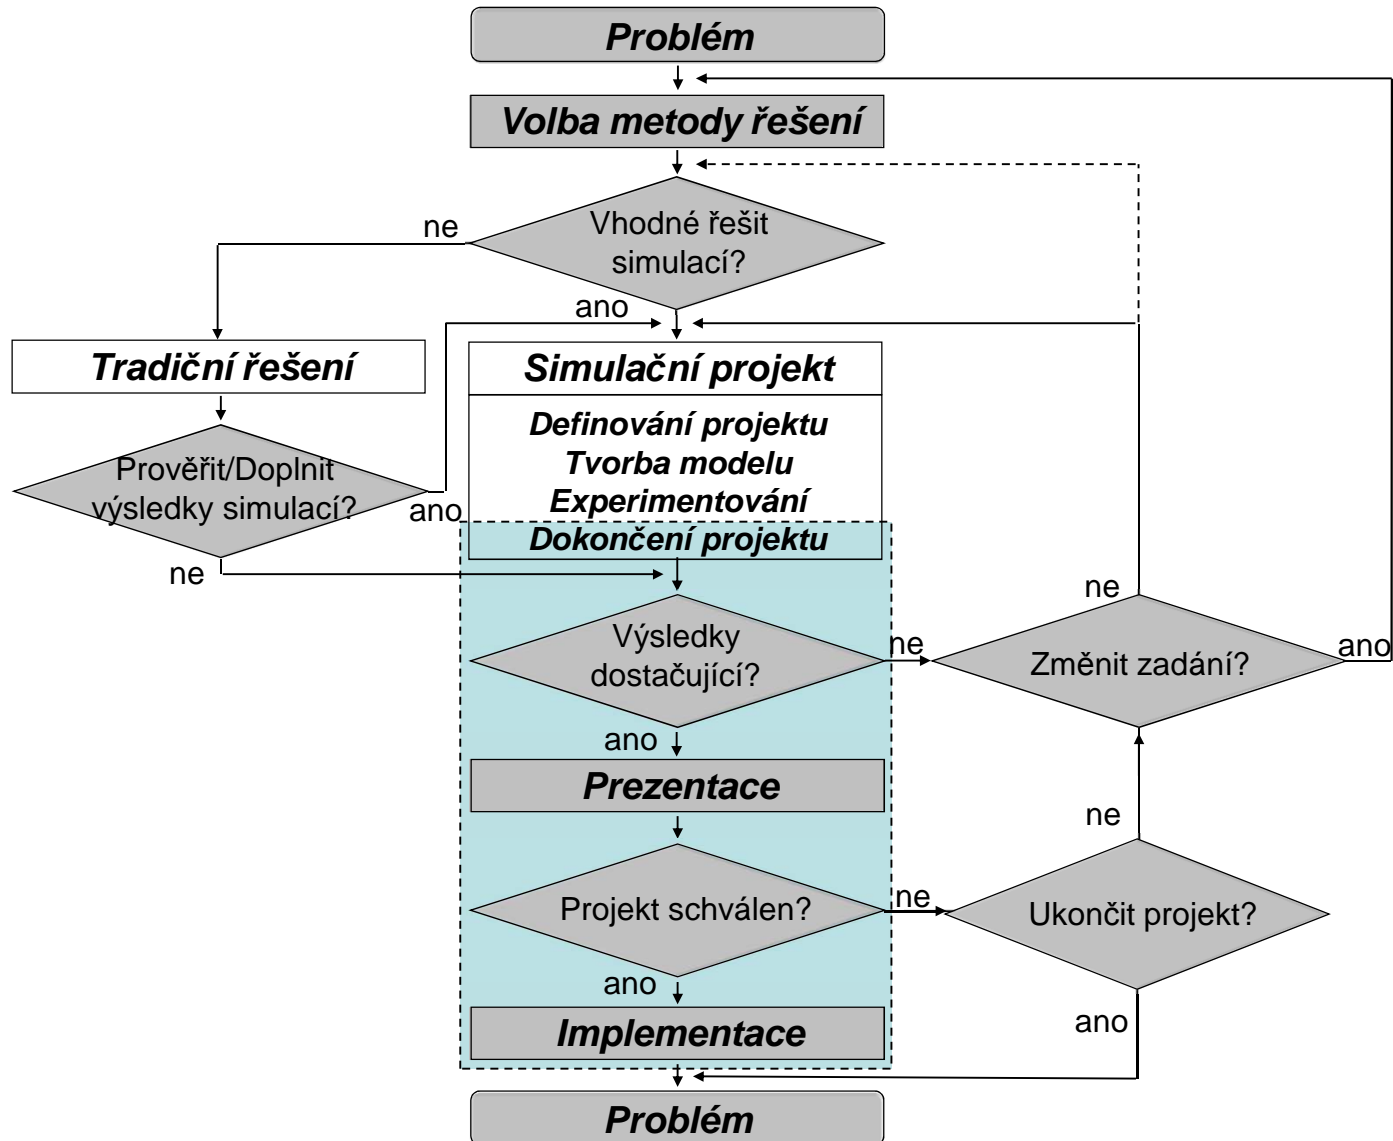 Problém
Volba metody řešení
ne
Vhodné řešit
simulací?
ano
Tradiční řešení
Simulační projekt
Definování projektu
Tvorba modelu
Experimentování
Dokončení projektu
Prověřit/Doplnit
výsledky simulací?
ano
ne
Výsledky
dostačující?
ne
ne
Změnit zadání?
ano
ano
Prezentace
ne
Projekt schválen?
ne
Ukončit projekt?
ano
ano
Implementace
Problém